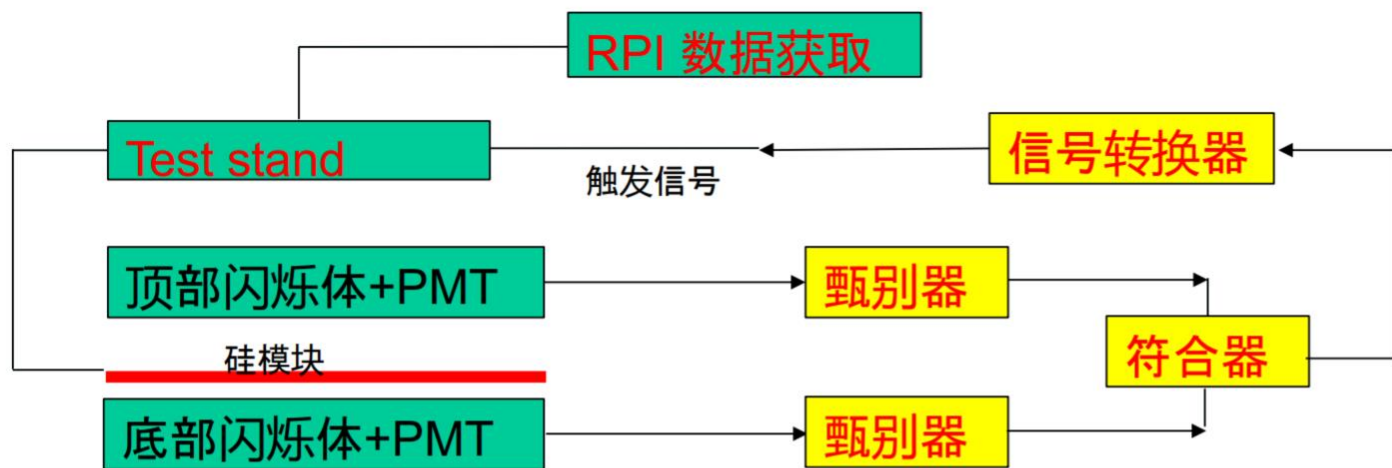 RPI 数据获取
Test stand
信号转换器
触发信号
顶部闪烁体+PMT
甄别器
硅模块
符合器
底部闪烁体+PMT
甄别器